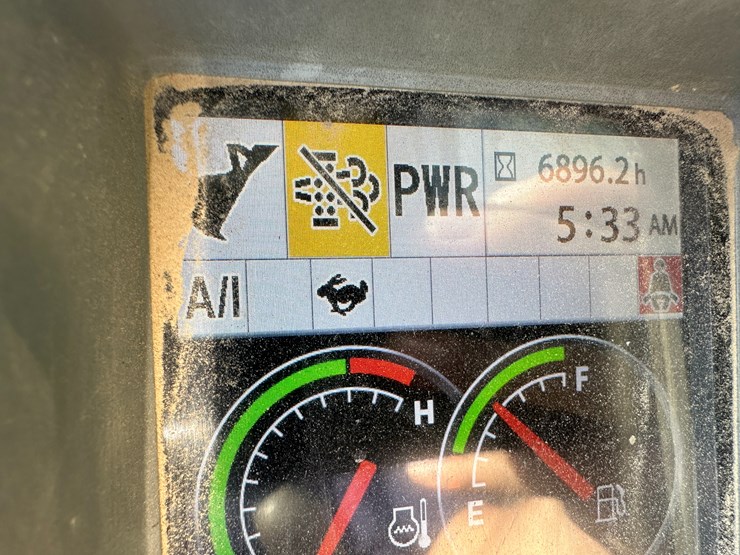 PWR
6896.2h
5:33 AM
A/I
H
F
E